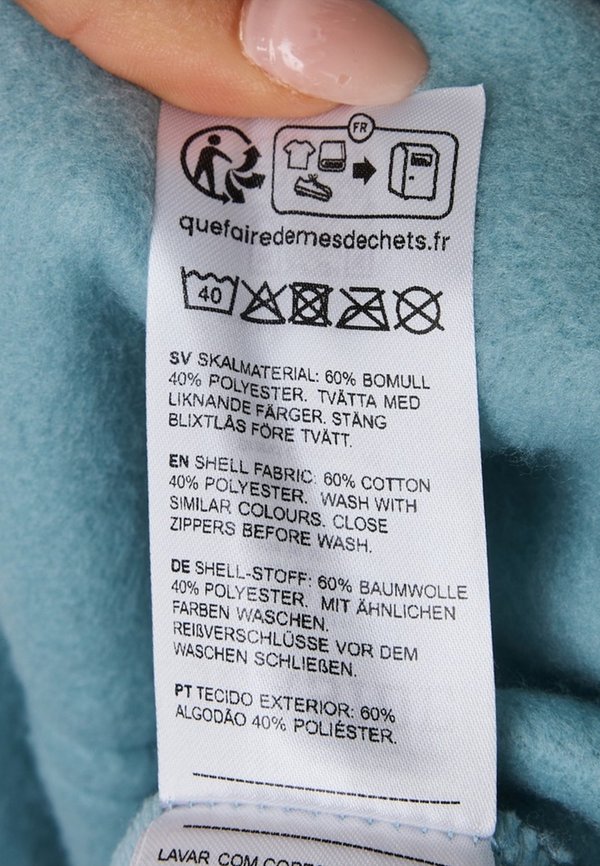 FR
quefairedemesdechets.fr
40
SV SKALMATERIAL: 60% BOMULL
40% POLYESTER. TVÄTTA MED
LIKNANDE FÄRGER. STÄNG
BLIXTLÅS FÖRE TVÄTT.
EN SHELL FABRIC: 60% COTTON
40% POLYESTER. WASH WITH
SIMILAR COLOURS. CLOSE
ZIPPERS BEFORE WASH.
DE SHELL-STOFF: 60% BAUMWOLLE
40% POLYESTER. MIT ÄHNLICHEN
FARBEN WASCHEN.
REIßVERSCHLÜSSE VOR DEM
WASCHEN SCHLIEßEN.
PT TECIDO EXTERIOR: 60%
ALGODÃO 40% POLIÉSTER.
LAVAR COM